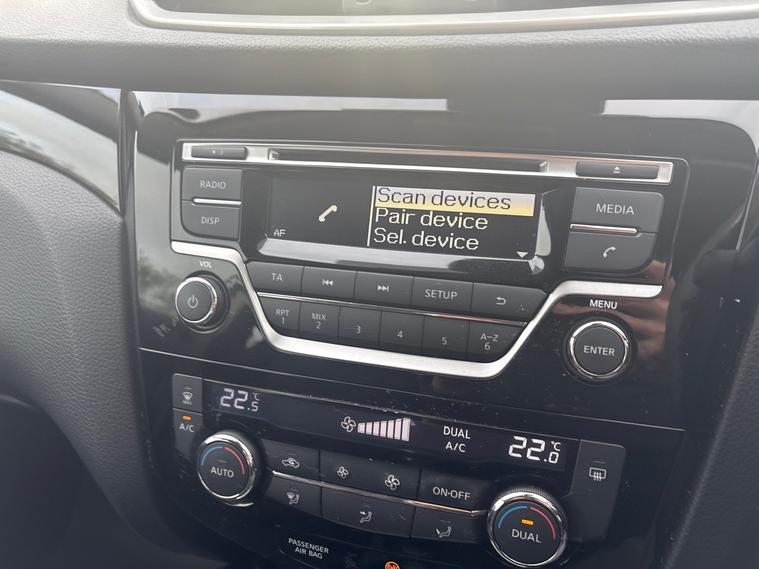 RADIO
DISP
AF
Scan devices
Pair device
Sel. device
MEDIA
VOL
TA
SETUP
MENU
RPT
1
MIX
2
3
4
5
A-Z
6
ENTER
22.5°C
A/C
DUAL
A/C
22.0°C
AUTO
ON·OFF
DUAL
PASSENGER
AIR BAG